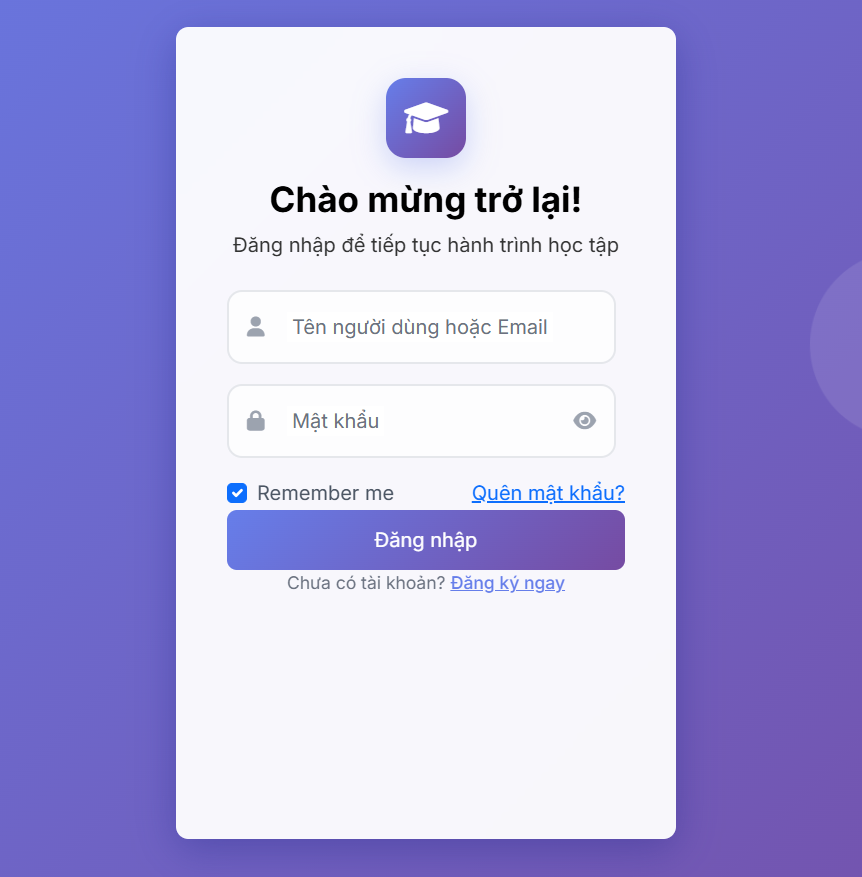 Chào mừng trở lại!
Đăng nhập để tiếp tục hành trình học tập
Tên người dùng hoặc Email
Mật khẩu
Remember me Quên mật khẩu?
Đăng nhập
Chưa có tài khoản? Đăng ký ngay